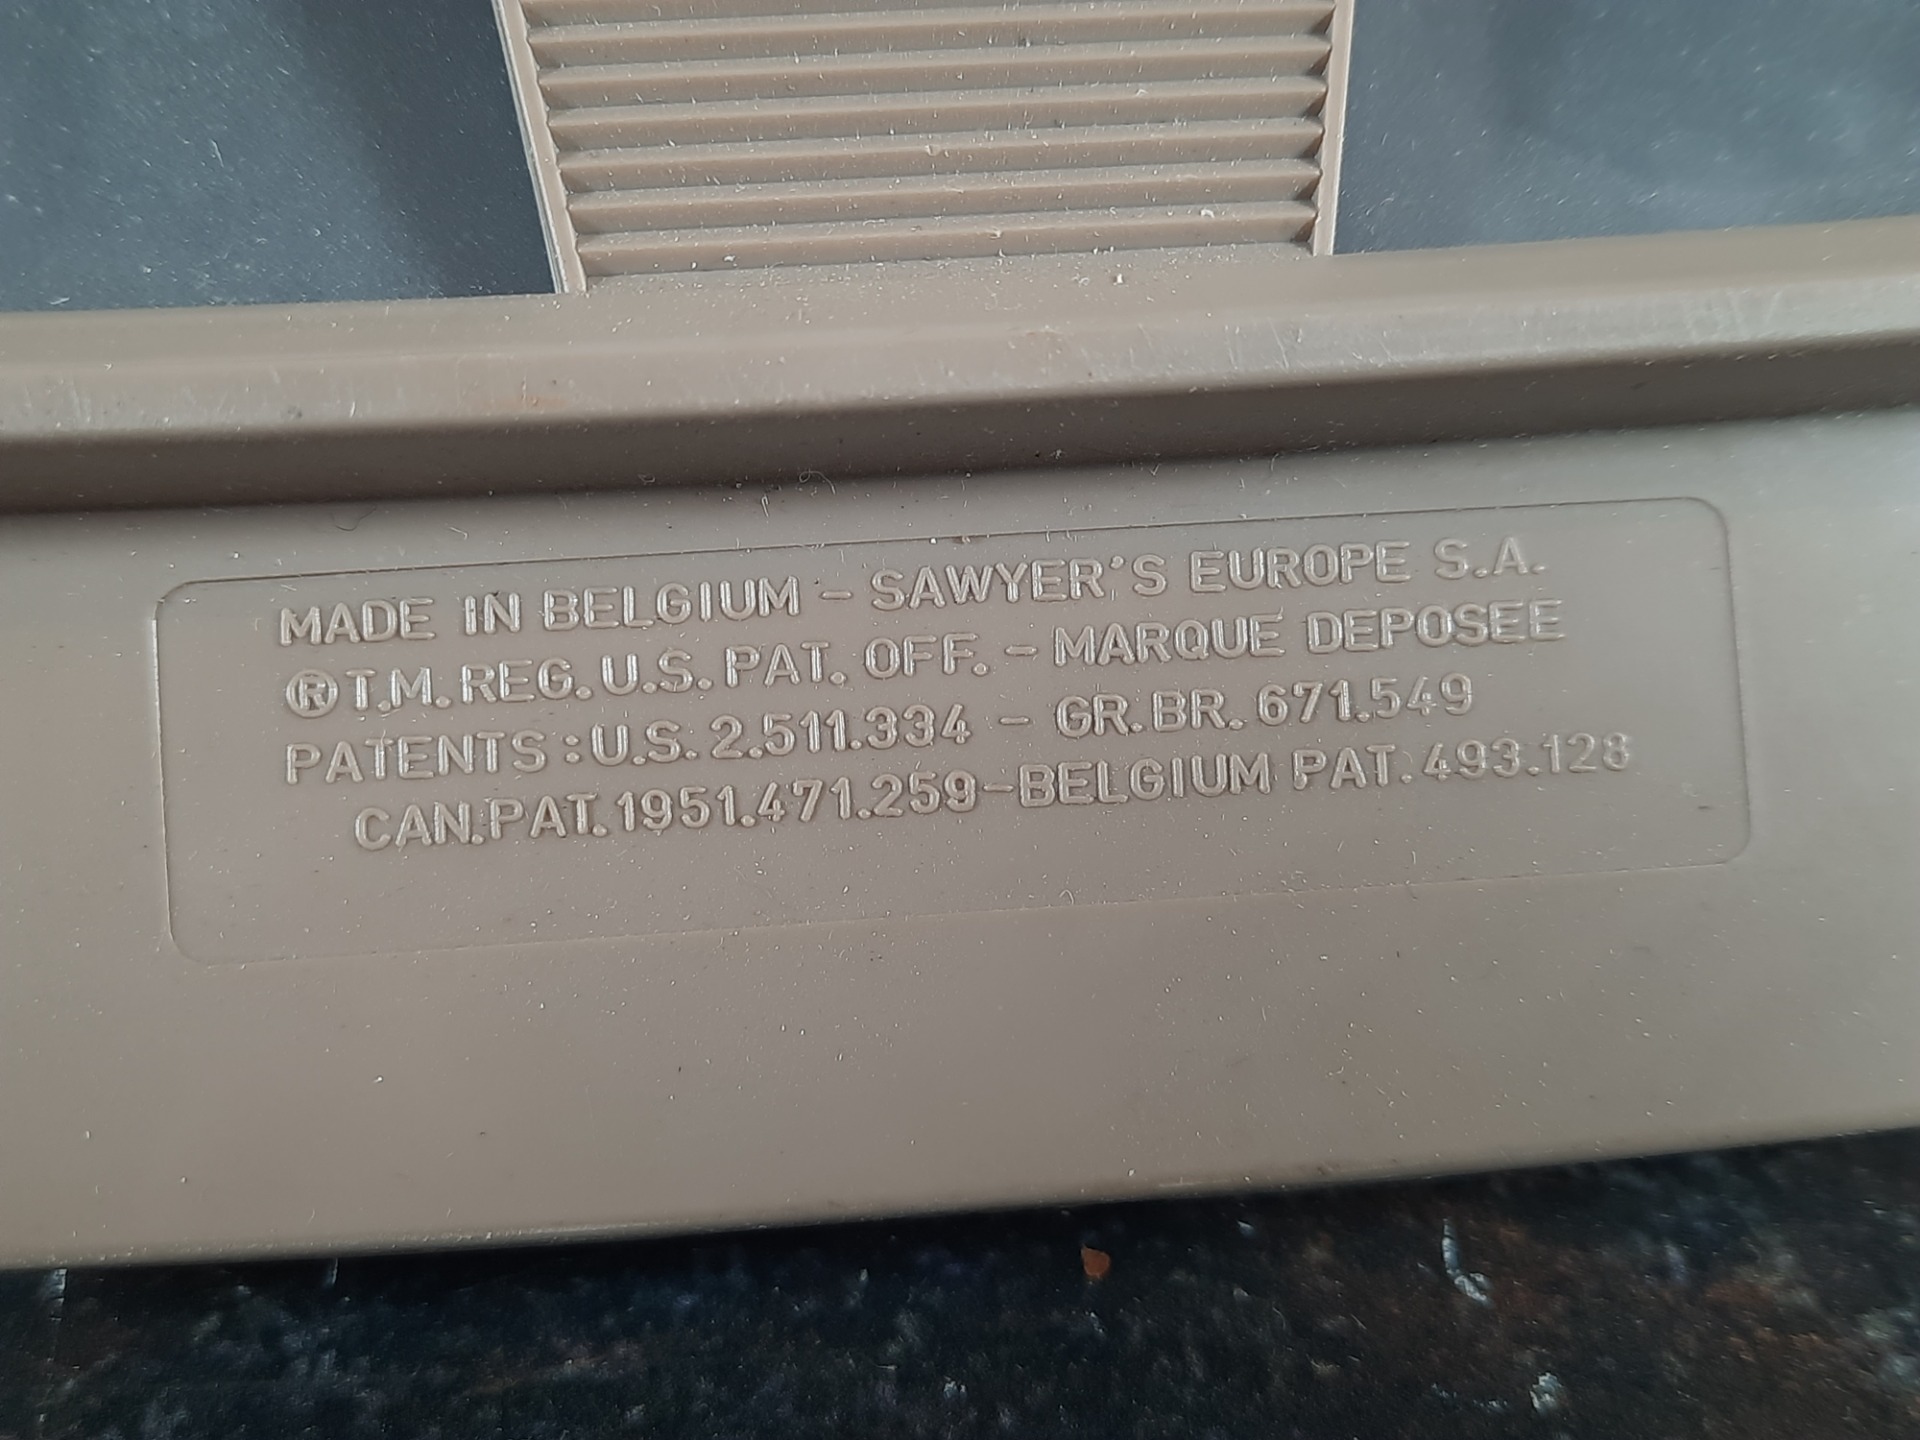 MADE IN BELGIUM - SAWYER'S EUROPE S.A.
®T.M.REG.U.S.PAT. OFF. - MARQUE DEPOSEE
PATENTS : U.S. 2.511.334 - GR.BR. 671.549
CAN.PAT.1951.471.259-BELGIUM PAT.493.128